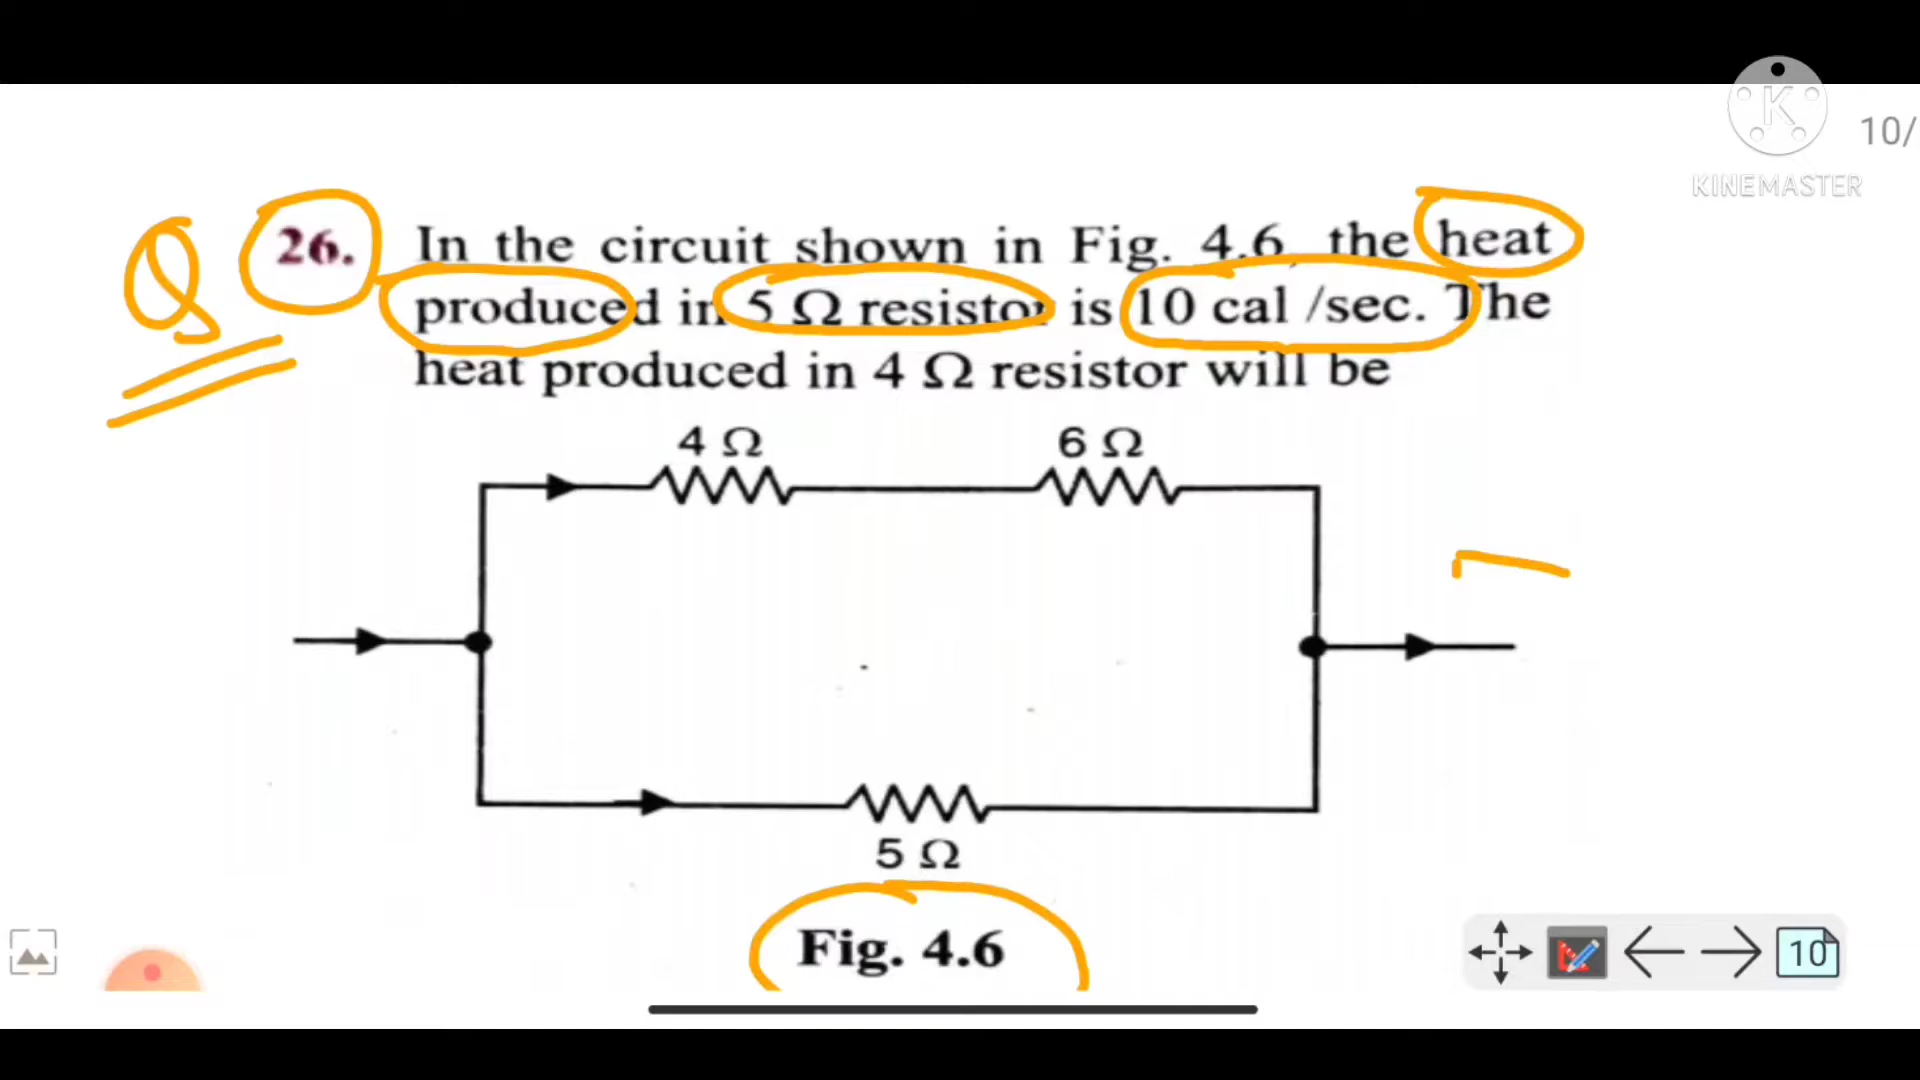 K
KINEMASTER
10/
Q 26. In the circuit shown in Fig. 4.6, the heat
produced in 5 Ω resistor is 10 cal /sec. The
heat produced in 4 Ω resistor will be
4 Ω 6 Ω
5 Ω
Fig. 4.6
10